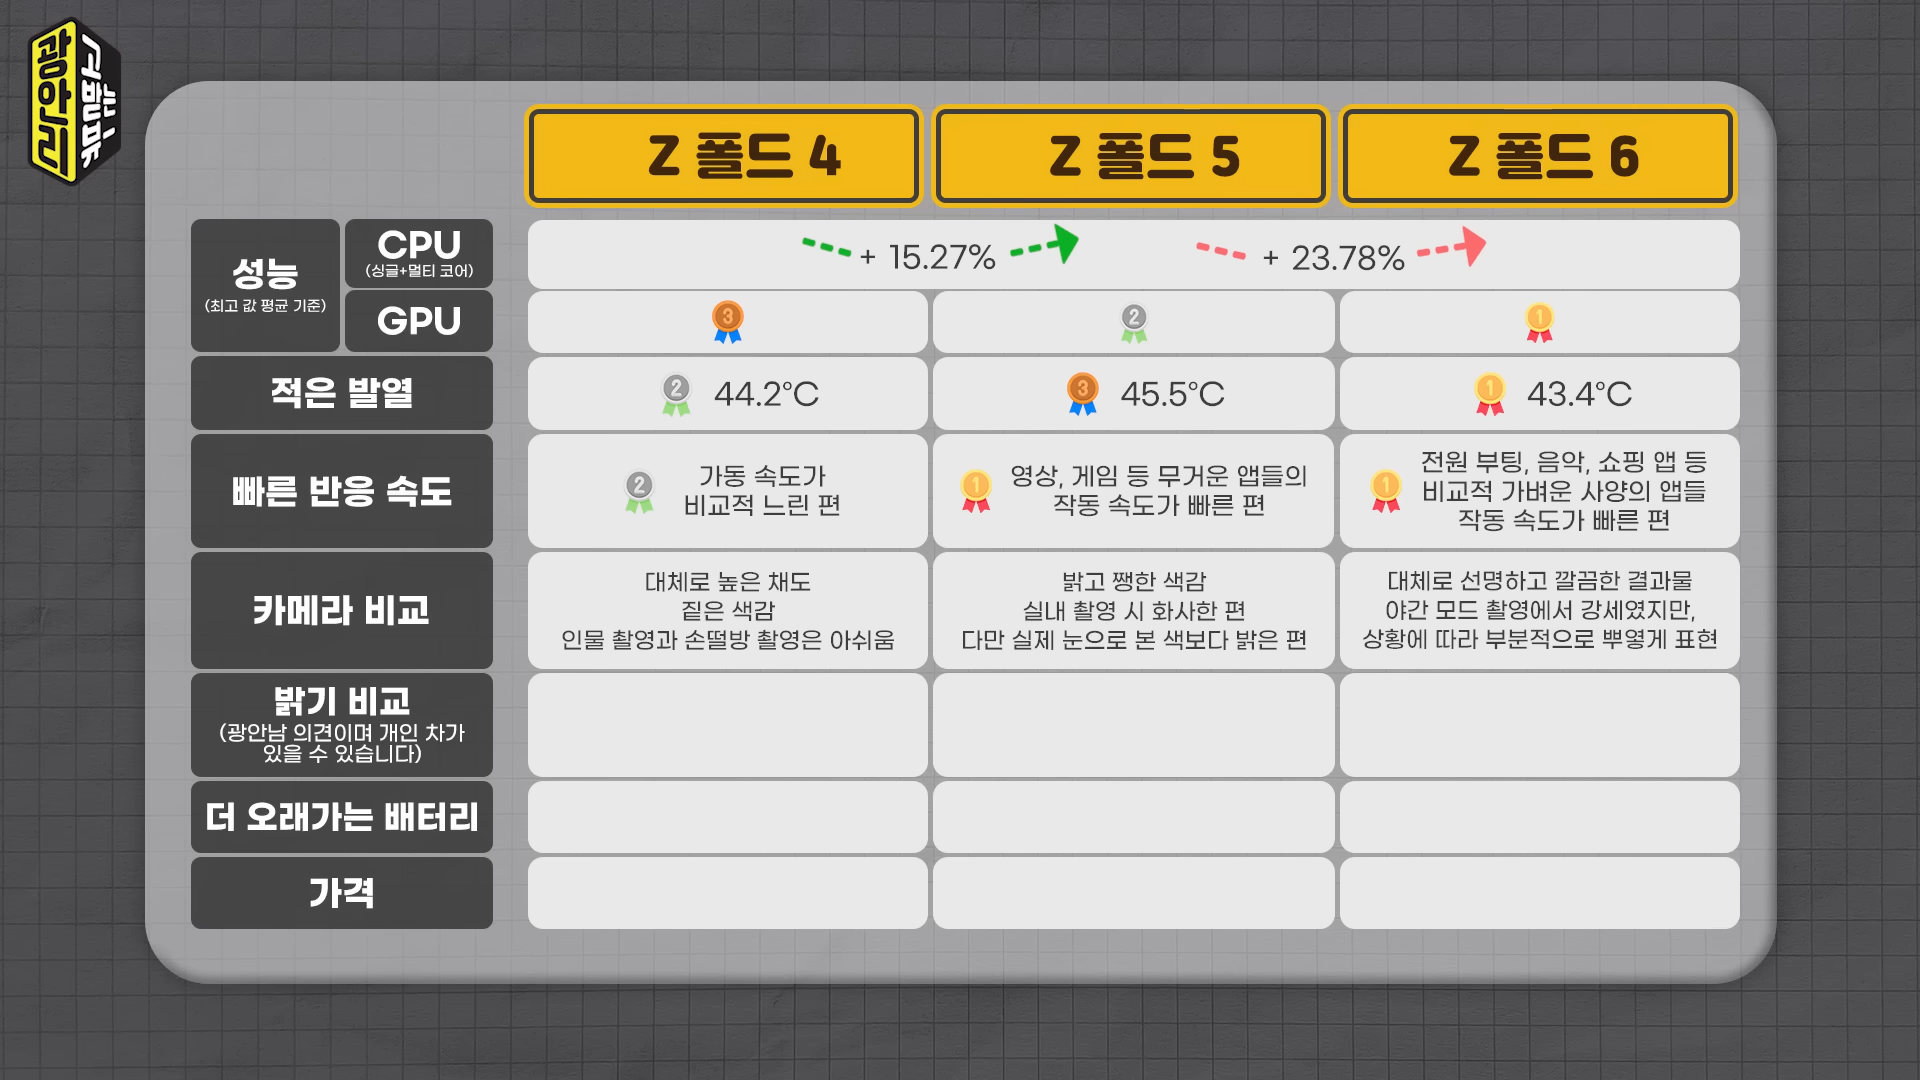 광아리
고발뮤
Z 폴드 4
Z 폴드 5
Z 폴드 6
성능
(최고 값 평균 기준)
CPU
(싱글+멀티 코어)
+ 15.27%
+ 23.78%
GPU
3
2
1
적은 발열
2 44.2°C
3 45.5°C
1 43.4°C
빠른 반응 속도
2
가동 속도가
비교적 느린 편
1
영상, 게임 등 무거운 앱들의
작동 속도가 빠른 편
1
전원 부팅, 음악, 쇼핑 앱 등
비교적 가벼운 사양의 앱들
작동 속도가 빠른 편
카메라 비교
대체로 높은 채도
짙은 색감
인물 촬영과 손떨방 촬영은 아쉬움
밝고 쨍한 색감
실내 촬영 시 화사한 편
다만 실제 눈으로 본 색보다 밝은 편
대체로 선명하고 깔끔한 결과물
야간 모드 촬영에서 강세였지만,
상황에 따라 부분적으로 뿌옇게 표현
밝기 비교
(광안남 의견이며 개인 차가
있을 수 있습니다)
더 오래가는 배터리
가격